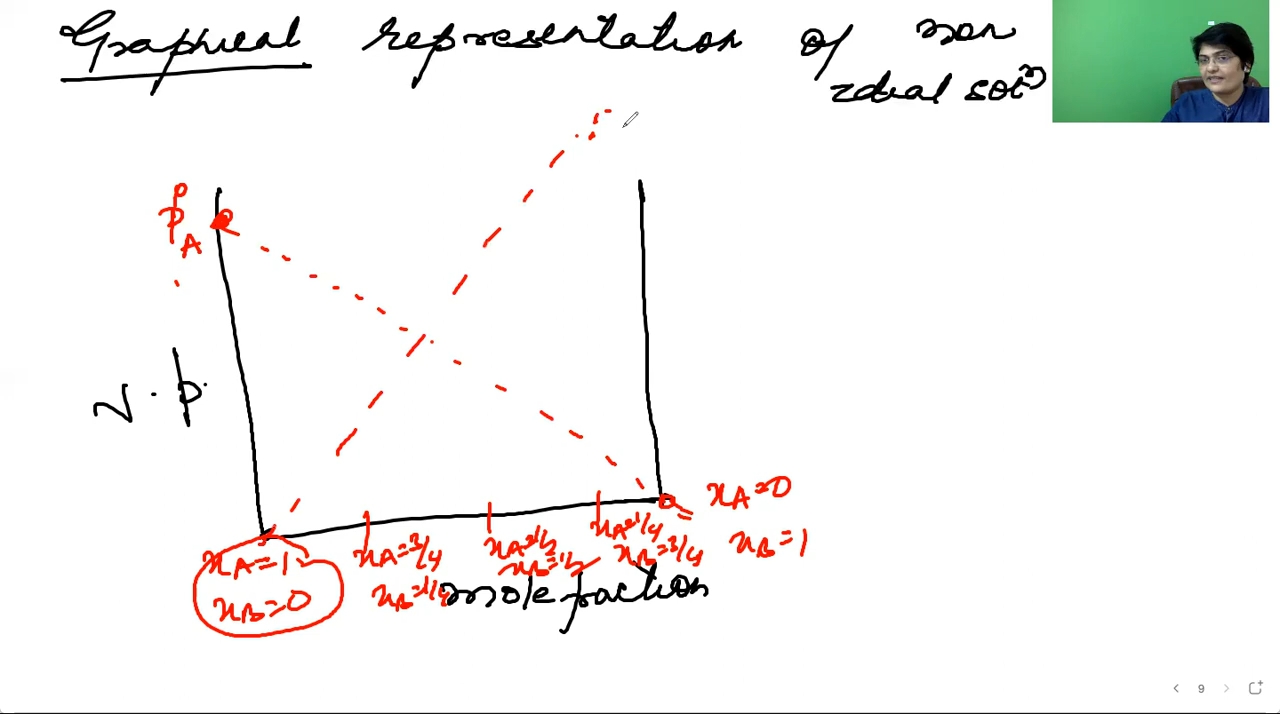 Graphical representation of non
ideal solⁿ
p°A
v.p.
xA=1
xB=0
xA=3/4
xB=1/4
xA=1/2
xB=1/2
xA=1/4
xB=3/4
xA=0
xB=1
mole fraction
9